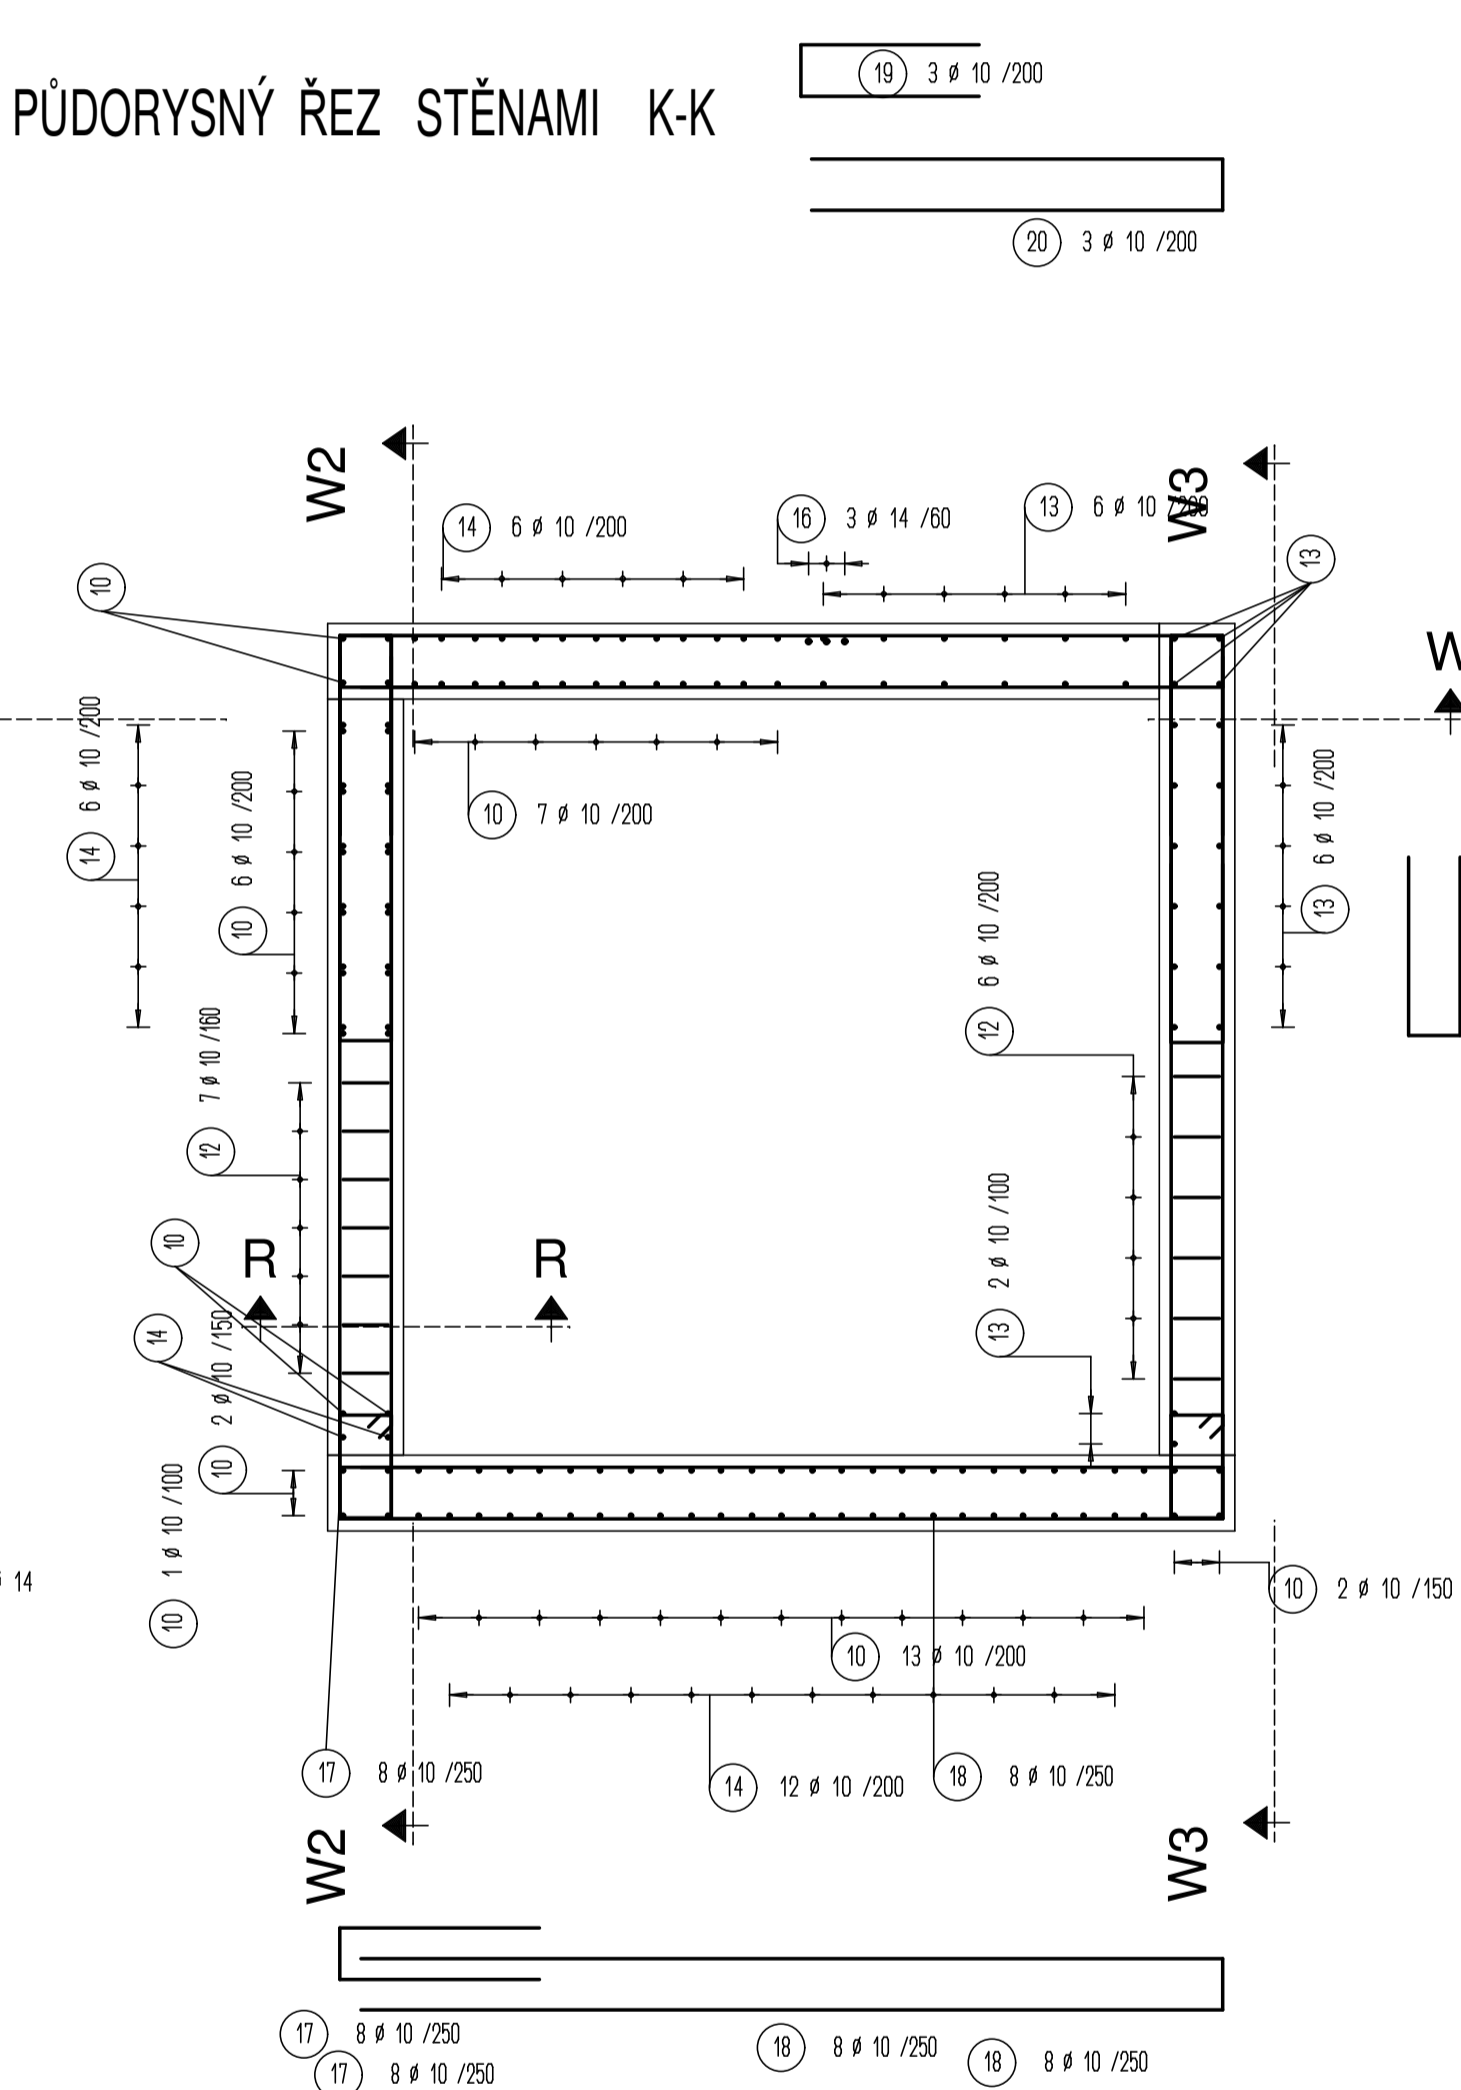 19 3 ø 10 /200
PŮDORYSNÝ ŘEZ STĚNAMI K-K
20 3 ø 10 /200
W2
W3
14 6 ø 10 /200
16 3 ø 14 /60
13 6 ø 10 /200
10
13
W
14 6 ø 10 /200
10 6 ø 10 /200
10 7 ø 10 /200
13 6 ø 10 /200
12 6 ø 10 /200
12 7 ø 10 /160
10
R
R
14
13 2 ø 10 /100
10 2 ø 10 /150
10 1 ø 10 /100
14
10 2 ø 10 /150
10 13 ø 10 /200
17 8 ø 10 /250
14 12 ø 10 /200
18 8 ø 10 /250
W2
W3
17 8 ø 10 /250
18 8 ø 10 /250
18 8 ø 10 /250
17 8 ø 10 /250